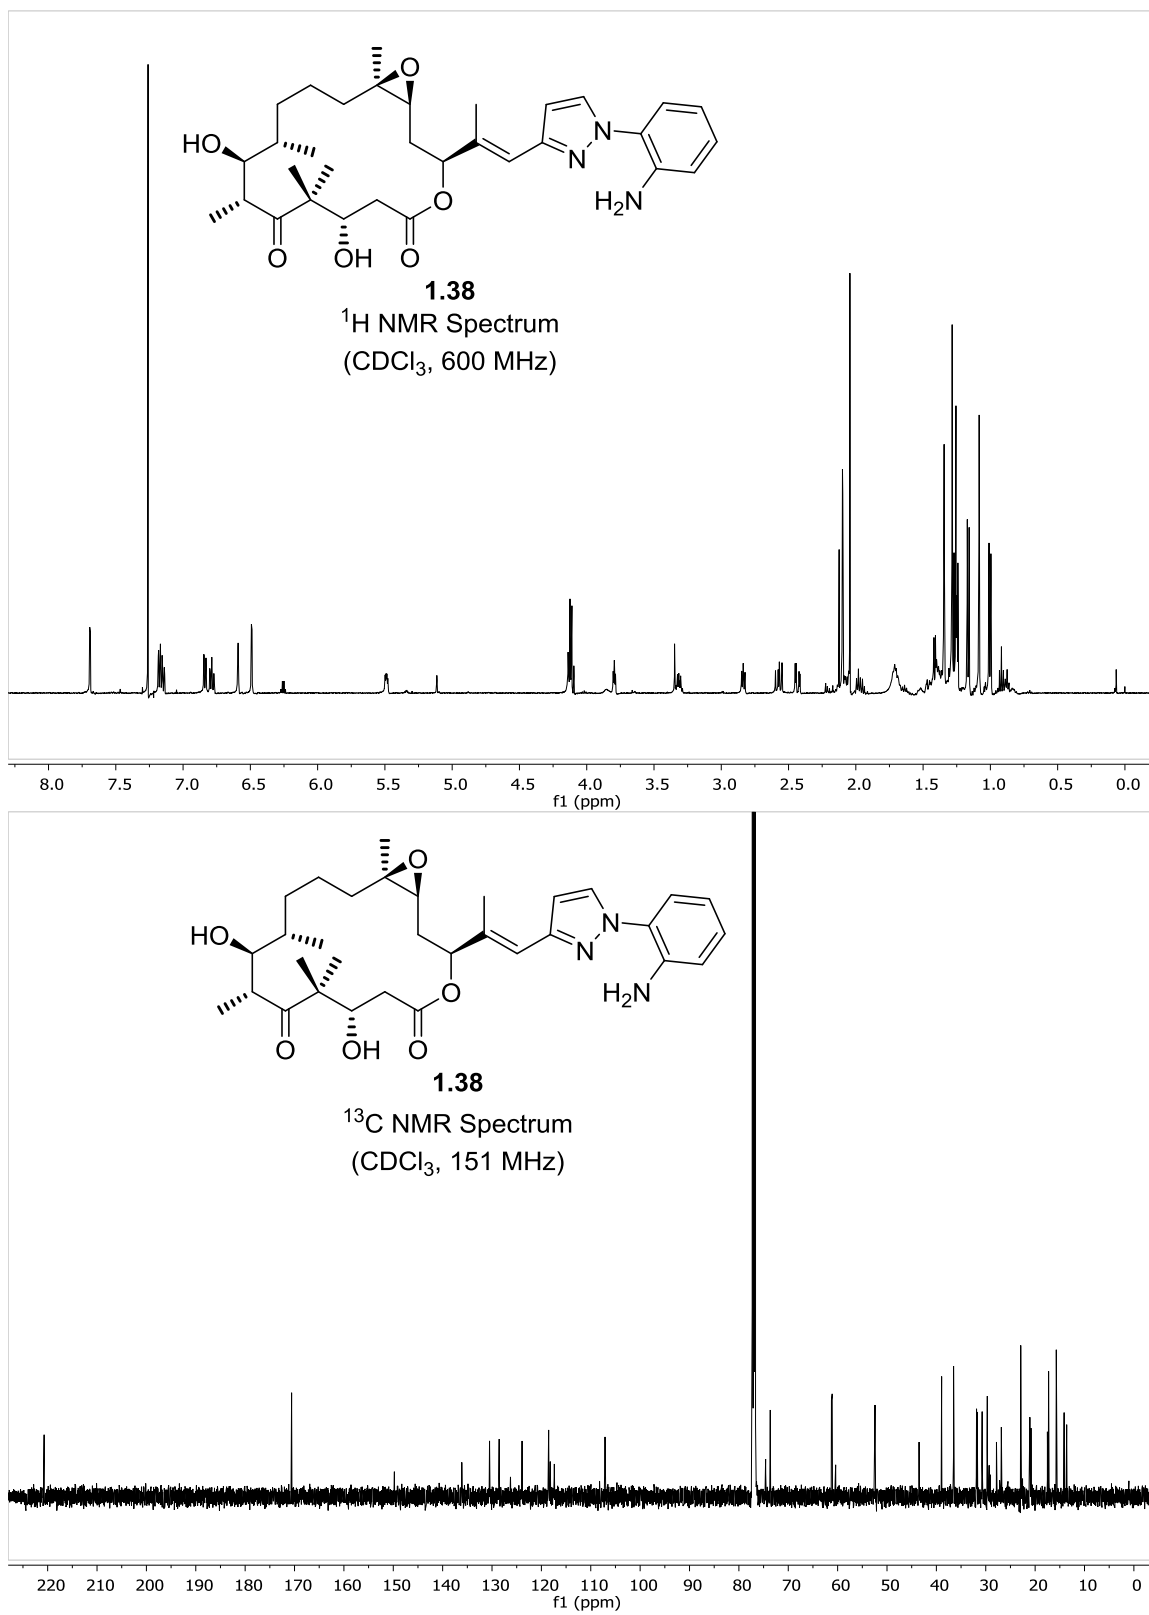 O
HO
N
N
H₂N
O
O
OH
O
1.38
¹H NMR Spectrum
(CDCl₃, 600 MHz)
8.0 7.5 7.0 6.5 6.0 5.5 5.0 4.5 4.0 3.5 3.0 2.5 2.0 1.5 1.0 0.5 0.0
f1 (ppm)
O
HO
N
N
H₂N
O
O
OH
O
1.38
¹³C NMR Spectrum
(CDCl₃, 151 MHz)
220 210 200 190 180 170 160 150 140 130 120 110 100 90 80 70 60 50 40 30 20 10 0
f1 (ppm)